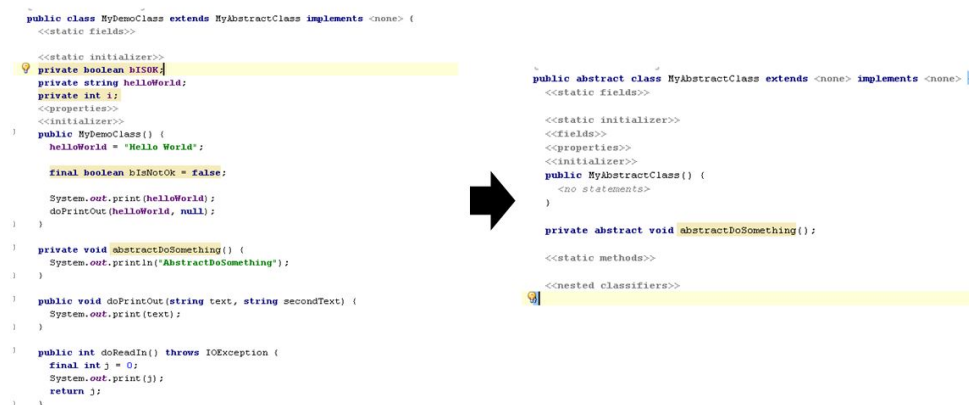 public class MyDemoClass extends MyAbstractClass implements <none> {
<<static fields>>
<<static initializer>>
private boolean bISOK;
private string helloWorld;
private int i;
<<properties>>
<<initializer>>
public MyDemoClass() {
helloWorld = "Hello World";
final boolean bIsNotOk = false;
System.out.print(helloWorld);
doPrintOut(helloWorld, null);
}
private void abstractDoSomething() {
System.out.println("AbstractDoSomething");
}
public void doPrintOut(string text, string secondText) {
System.out.print(text);
}
public int doReadIn() throws IOException {
final int j = 0;
System.out.print(j);
return j;
}
public abstract class MyAbstractClass extends <none> implements <none>
<<static fields>>
<<static initializer>>
<<fields>>
<<properties>>
<<initializer>>
public MyAbstractClass() {
<no statements>
}
private abstract void abstractDoSomething();
<<static methods>>
<<nested classifiers>>
}